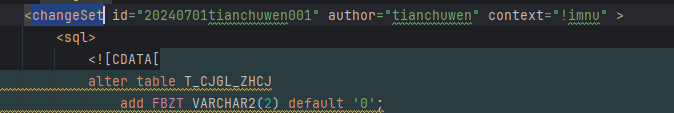 <changeSet id="20240701tianchuwen001" author="tianchuwen" context="!imnu" >
<sql>
<![CDATA[
alter table T_CJGL_ZHCJ
add FBZT VARCHAR2(2) default '0';